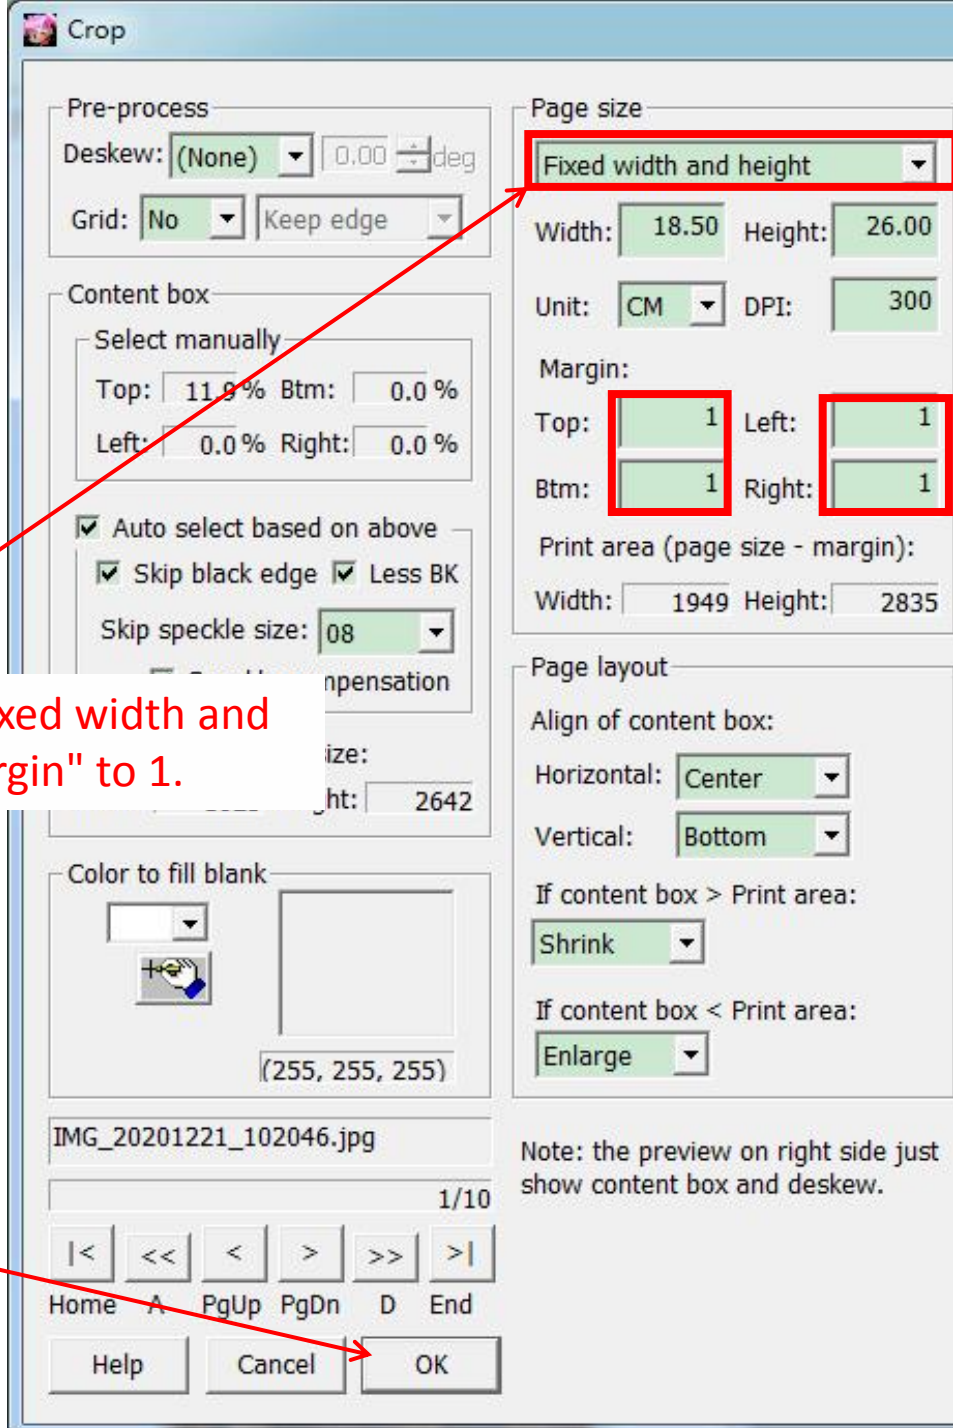 Crop
Pre-process
Deskew: (None) 0.00 deg
Grid: No Keep edge
Content box
Select manually
Top: 11.9 % Btm: 0.0 %
Left: 0.0 % Right: 0.0 %
Auto select based on above
Skip black edge Less BK
Skip speckle size: 08
mpensation
xed width and
rgin" to 1.
ize:
ht: 2642
Color to fill blank
(255, 255, 255)
IMG_20201221_102046.jpg
1/10
|< << < > >> >|
Home A PgUp PgDn D End
Help Cancel OK
Page size
Fixed width and height
Width: 18.50 Height: 26.00
Unit: CM DPI: 300
Margin:
Top: 1 Left: 1
Btm: 1 Right: 1
Print area (page size - margin):
Width: 1949 Height: 2835
Page layout
Align of content box:
Horizontal: Center
Vertical: Bottom
If content box > Print area:
Shrink
If content box < Print area:
Enlarge
Note: the preview on right side just
show content box and deskew.